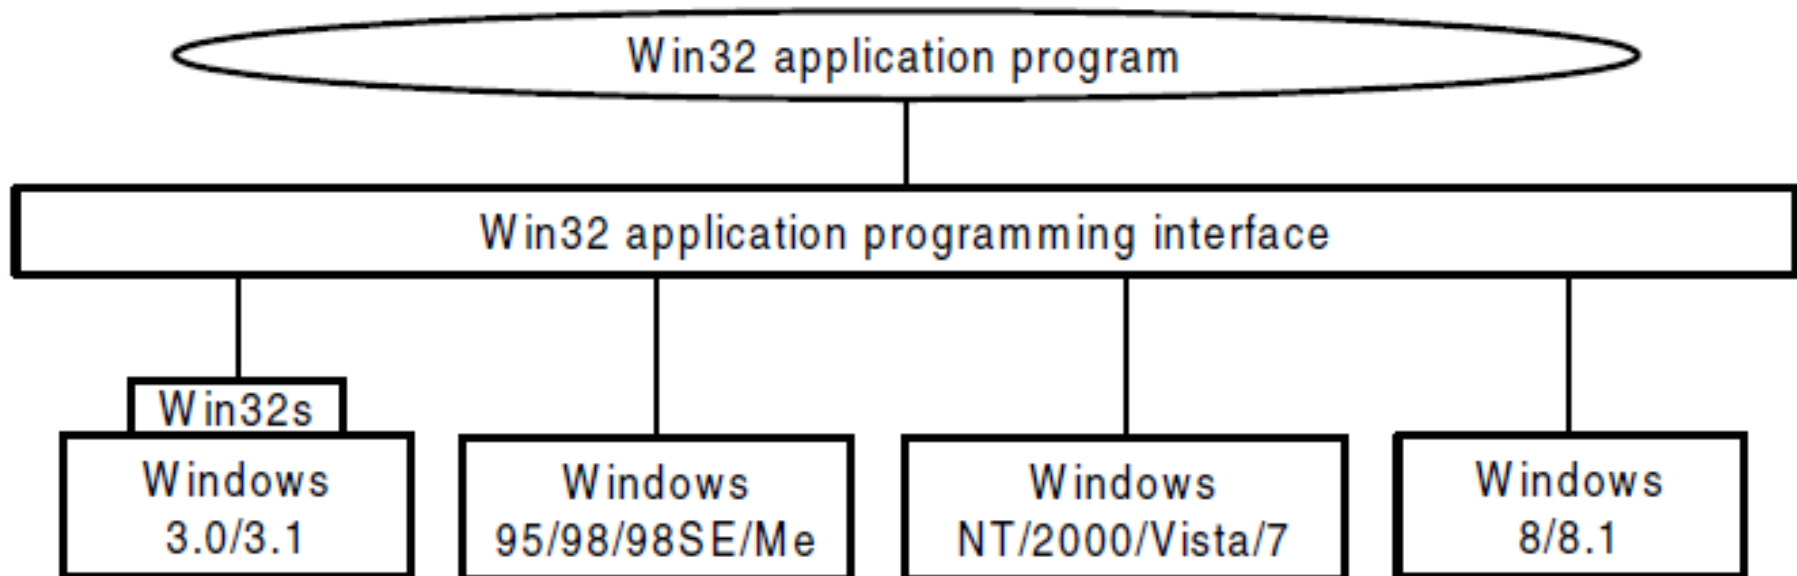 Win32 application program
Win32 application programming interface
Win32s
Windows
3.0/3.1
Windows
95/98/98SE/Me
Windows
NT/2000/Vista/7
Windows
8/8.1